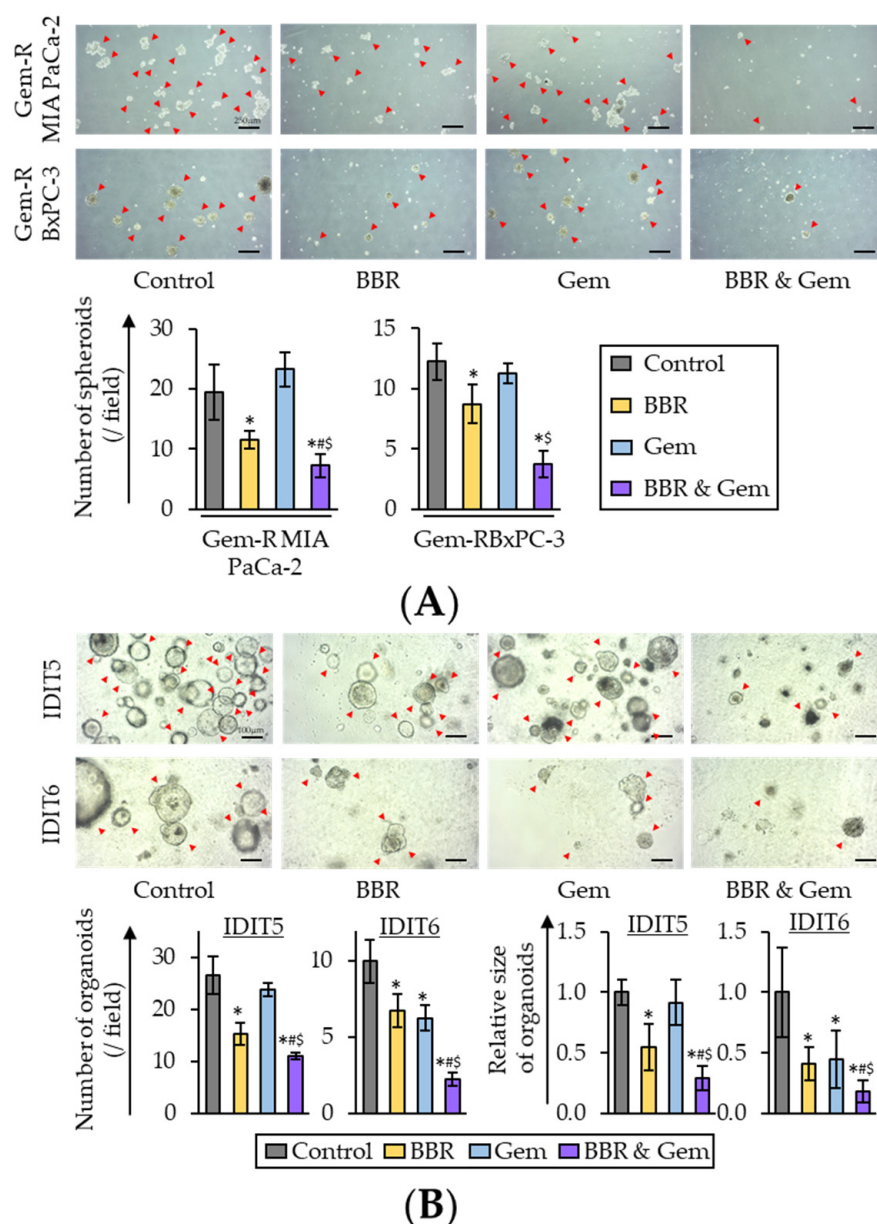 Gem-R
MIA PaCa-2
250μm
Gem-R
BxPC-3
Control
BBR
Gem
BBR & Gem
Number of spheroids
(/ field)
30
20
10
0
*
*#$
Gem-R MIA
PaCa-2
15
10
5
0
*
*$
Gem-RBxPC-3
Control
BBR
Gem
BBR & Gem
(A)
IDIT5
100μm
IDIT6
Control
BBR
Gem
BBR & Gem
Number of organoids
(/ field)
IDIT5
30
20
10
0
*
*#$
IDIT6
10
5
0
*
*
*#$
Relative size
of organoids
IDIT5
1.5
1.0
0.5
0.0
*
*#$
IDIT6
1.5
1.0
0.5
0.0
*
*
*#$
Control
BBR
Gem
BBR & Gem
(B)